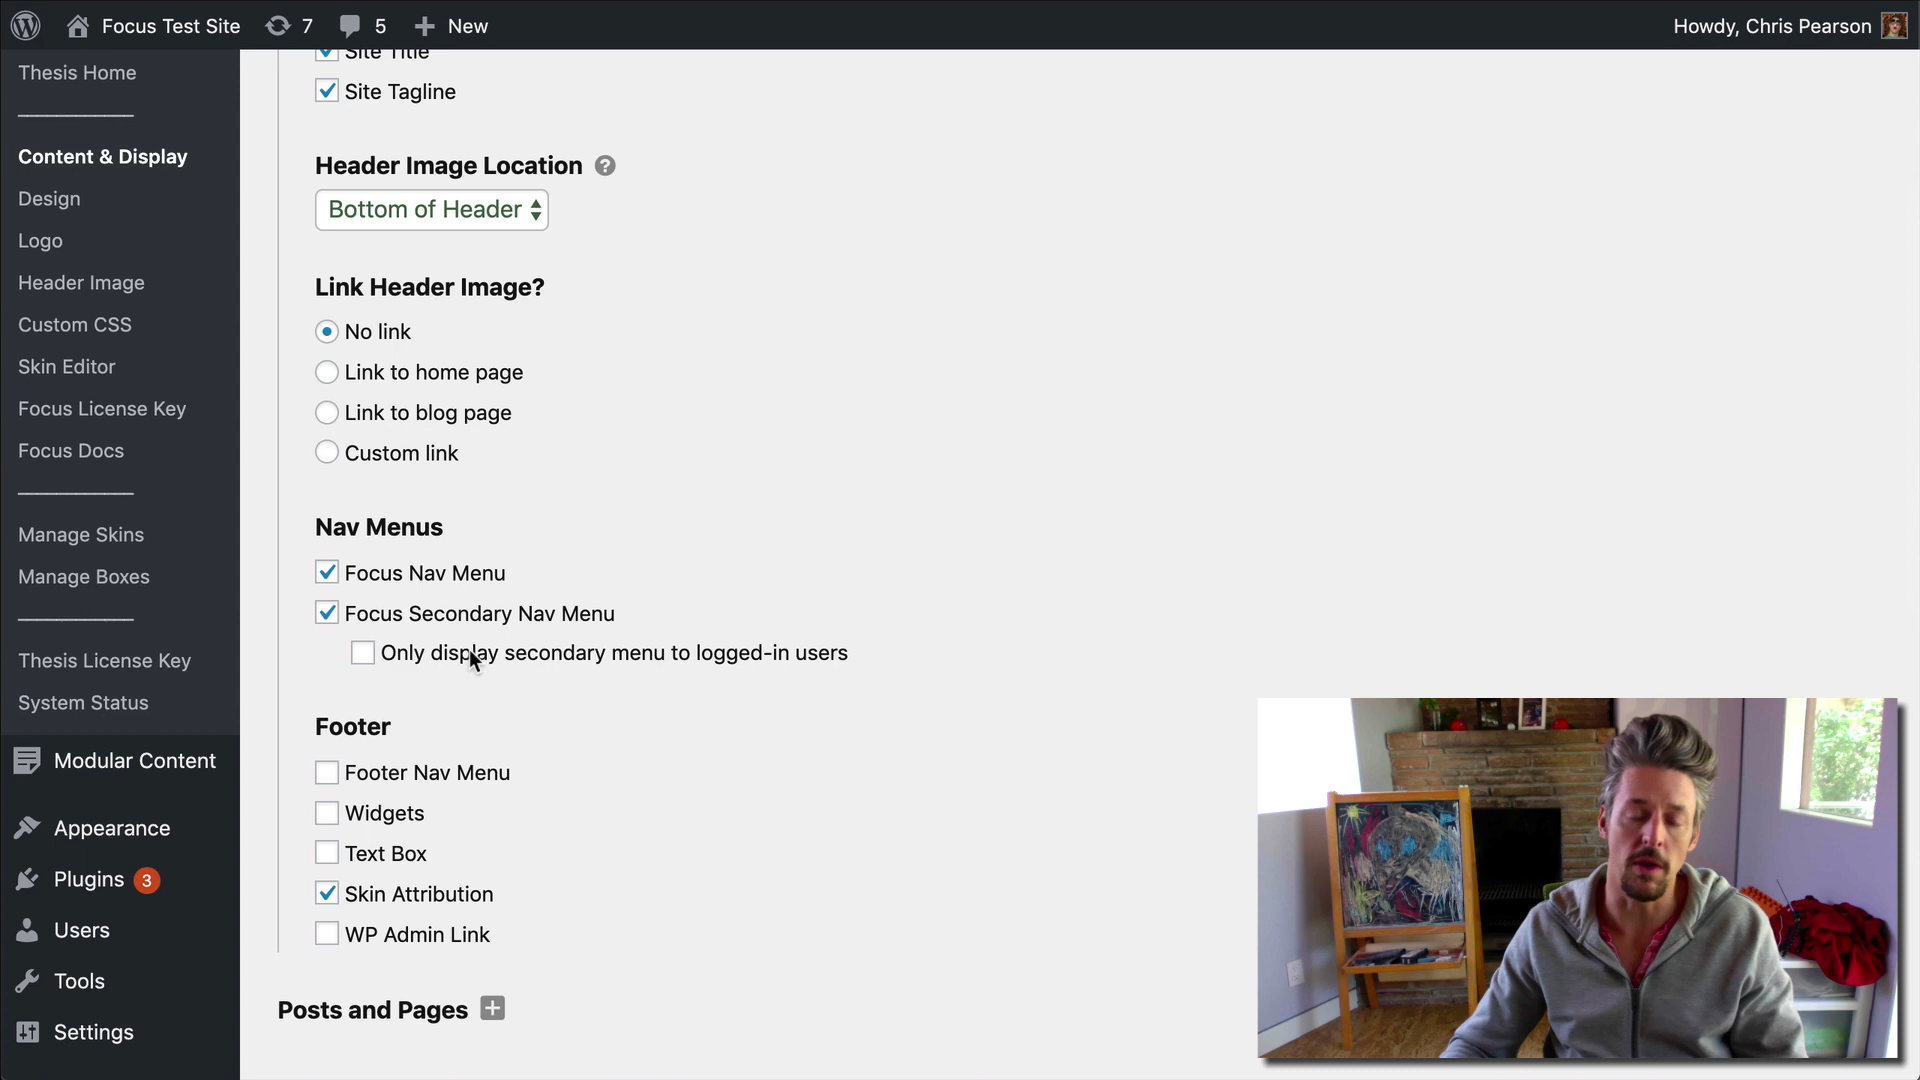 Focus Test Site 7 5 New Howdy, Chris Pearson
Thesis Home
Content & Display
Design
Logo
Header Image
Custom CSS
Skin Editor
Focus License Key
Focus Docs
Manage Skins
Manage Boxes
Thesis License Key
System Status
Modular Content
Appearance
Plugins 3
Users
Tools
Settings
Site Title
Site Tagline
Header Image Location ?
Bottom of Header
Link Header Image?
No link
Link to home page
Link to blog page
Custom link
Nav Menus
Focus Nav Menu
Focus Secondary Nav Menu
Only display secondary menu to logged-in users
Footer
Footer Nav Menu
Widgets
Text Box
Skin Attribution
WP Admin Link
Posts and Pages +